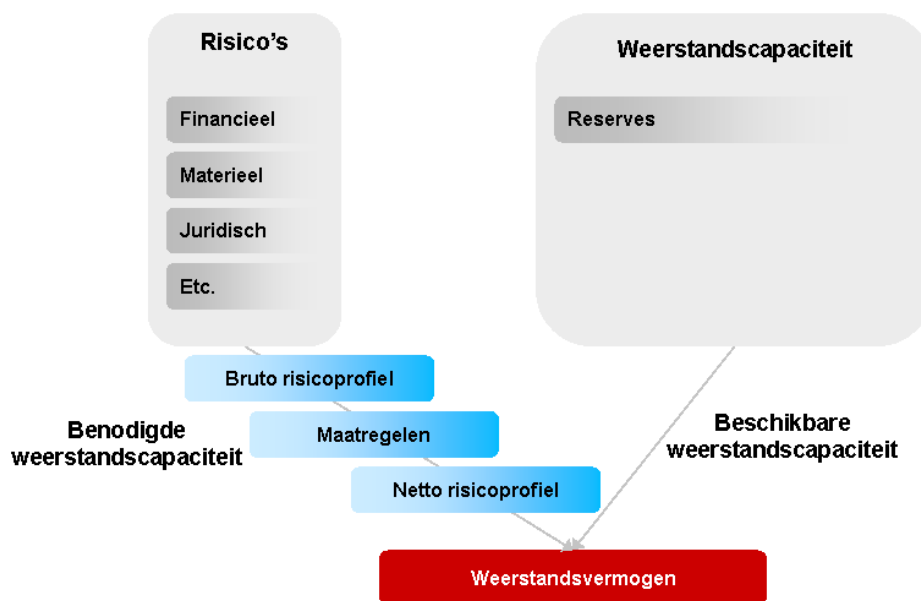 Risico's
Financieel
Materieel
Juridisch
Etc.
Weerstandscapaciteit
Reserves
Bruto risicoprofiel
Maatregelen
Netto risicoprofiel
Benodigde
weerstandscapaciteit
Beschikbare
weerstandscapaciteit
Weerstandsvermogen